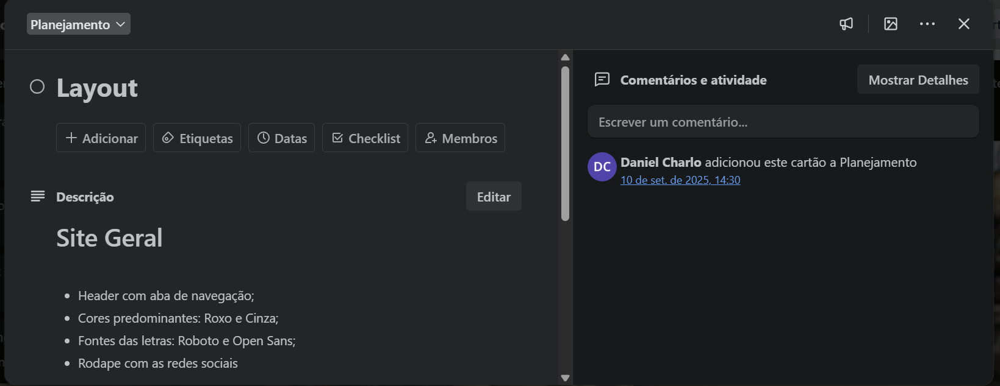 Planejamento
Layout
Adicionar
Etiquetas
Datas
Checklist
Membros
Descrição
Editar
Site Geral
Header com aba de navegação;
Cores predominantes: Roxo e Cinza;
Fontes das letras: Roboto e Open Sans;
Rodape com as redes sociais
Comentários e atividade
Mostrar Detalhes
Escrever um comentário...
DC
Daniel Charlo adicionou este cartão a Planejamento
10 de set. de 2025, 14:30